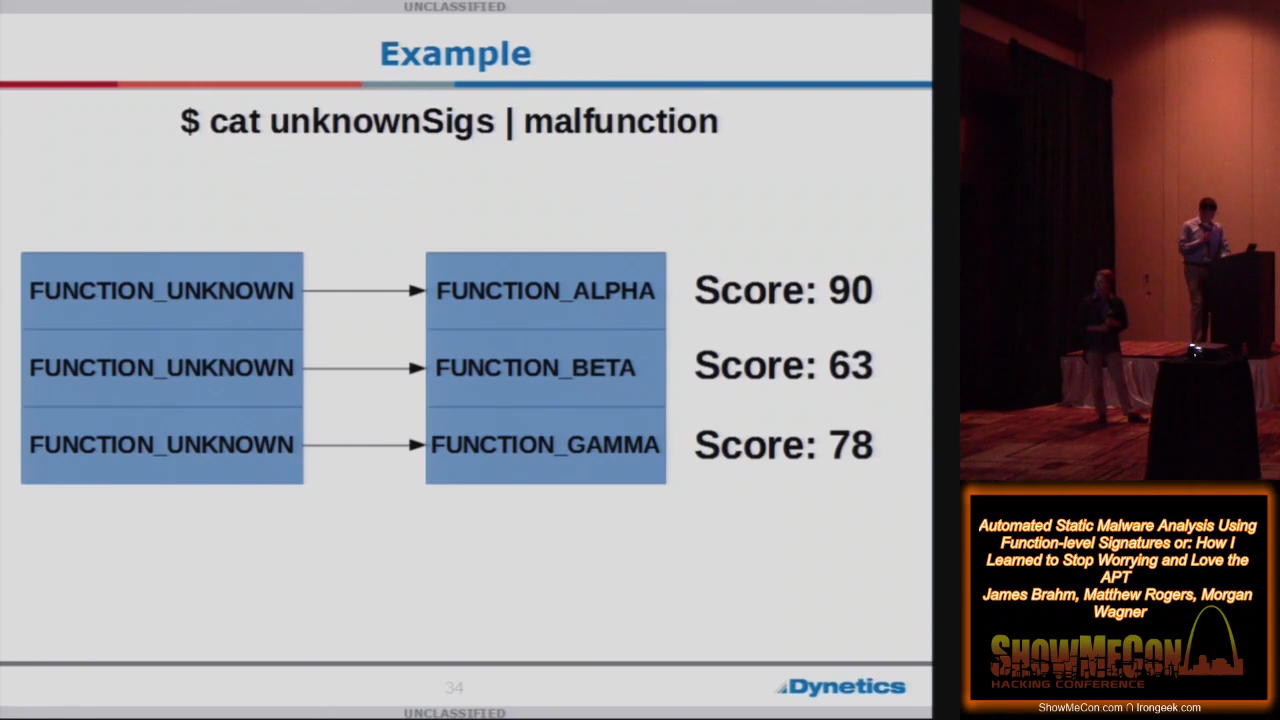 UNCLASSIFIED
Example
$ cat unknownSigs | malfunction
FUNCTION_UNKNOWN FUNCTION_ALPHA Score: 90
FUNCTION_UNKNOWN FUNCTION_BETA Score: 63
FUNCTION_UNKNOWN FUNCTION_GAMMA Score: 78
34
Dynetics
UNCLASSIFIED
Automated Static Malware Analysis Using
Function-level Signatures or: How I
Learned to Stop Worrying and Love the
APT
James Brahm, Matthew Rogers, Morgan
Wagner
SHOWMECON
HACKING CONFERENCE
ShowMeCon.com ∩ Irongeek.com